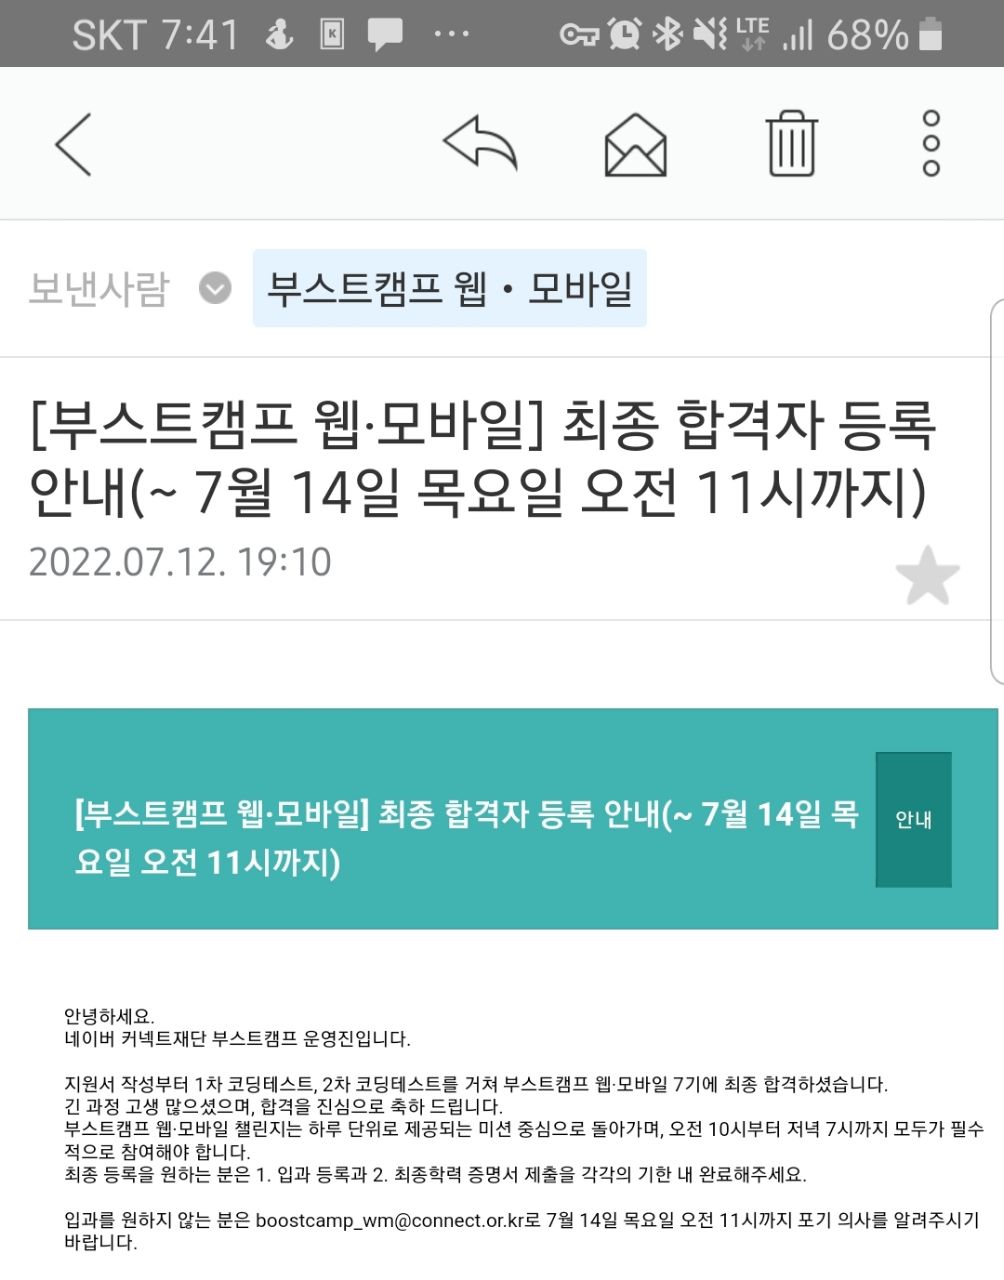 SKT 7:41 K ... LTE 68%
보낸사람 부스트캠프 웹・모바일
[부스트캠프 웹·모바일] 최종 합격자 등록
안내(~ 7월 14일 목요일 오전 11시까지)
2022.07.12. 19:10
[부스트캠프 웹·모바일] 최종 합격자 등록 안내(~ 7월 14일 목
요일 오전 11시까지)
안내
안녕하세요.
네이버 커넥트재단 부스트캠프 운영진입니다.
지원서 작성부터 1차 코딩테스트, 2차 코딩테스트를 거쳐 부스트캠프 웹·모바일 7기에 최종 합격하셨습니다.
긴 과정 고생 많으셨으며, 합격을 진심으로 축하 드립니다.
부스트캠프 웹·모바일 챌린지는 하루 단위로 제공되는 미션 중심으로 돌아가며, 오전 10시부터 저녁 7시까지 모두가 필수
적으로 참여해야 합니다.
최종 등록을 원하는 분은 1. 입과 등록과 2. 최종학력 증명서 제출을 각각의 기한 내 완료해주세요.
입과를 원하지 않는 분은 boostcamp_wm@connect.or.kr로 7월 14일 목요일 오전 11시까지 포기 의사를 알려주시기
바랍니다.